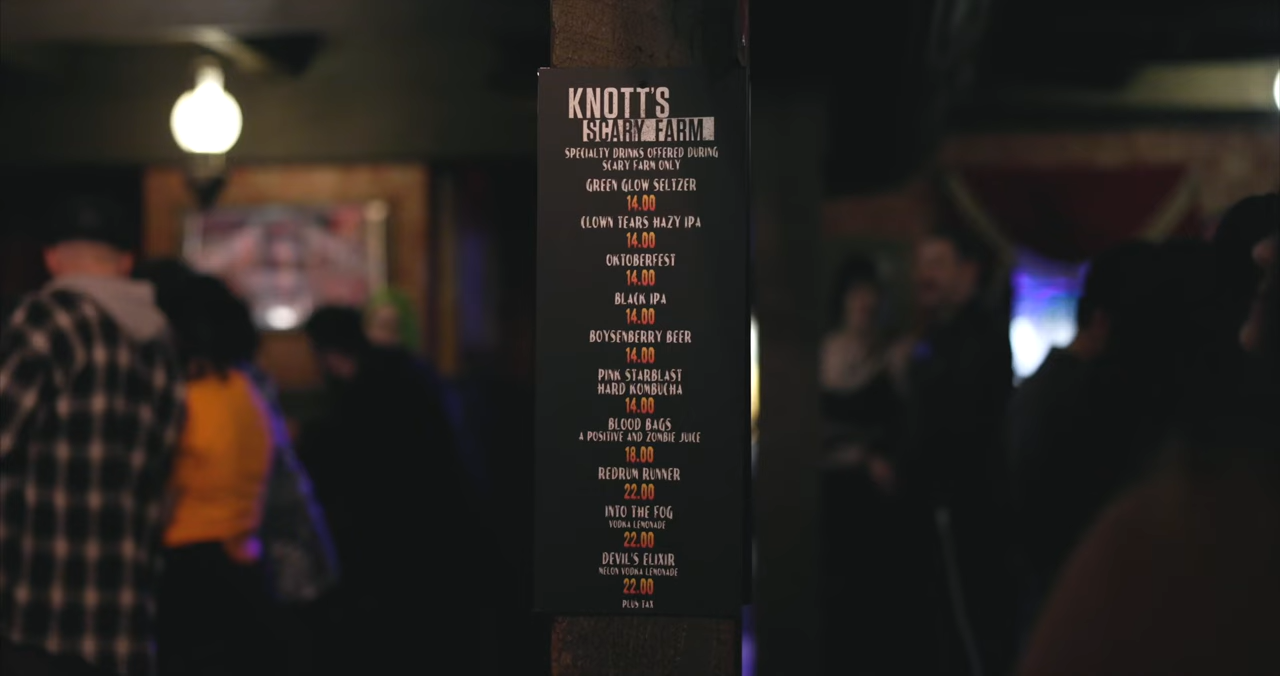 KNOTT'S
SCARY FARM
SPECIALTY DRINKS OFFERED DURING
SCARY FARM ONLY
GREEN GLOW SELTZER
14.00
CLOWN TEARS HAZY IPA
14.00
OKTOBERFEST
14.00
BLACK IPA
14.00
BOYSENBERRY BEER
14.00
PINK STARBLAST
HARD KOMBUCHA
14.00
BLOOD BAGS
A POSITIVE AND ZOMBIE JUICE
18.00
REDRUM RUNNER
22.00
INTO THE FOG
VODKA LEMONADE
22.00
DEVIL'S ELIXIR
MELON VODKA LEMONADE
22.00
PLUS TAX